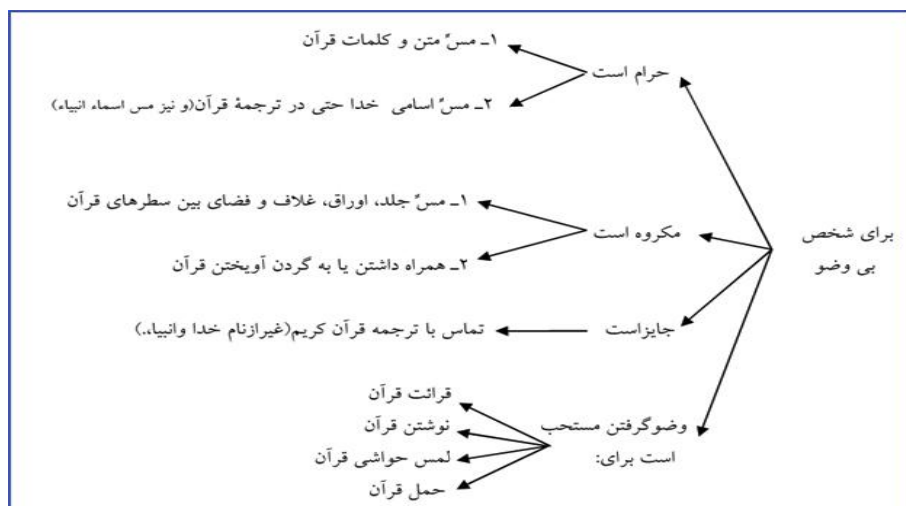 برای شخص
بی وضو
حرام است
۱ـ مسّ متن و کلمات قرآن
۲ـ مسّ اسامی خدا حتی در ترجمۀ قرآن(و نیز مس اسماء انبیاء)
مکروه است
۱ـ مسّ جلد، اوراق، غلاف و فضای بین سطرهای قرآن
۲ـ همراه داشتن یا به گردن آویختن قرآن
جایزاست
تماس با ترجمه قرآن کریم(غیرازنام خدا وانبیاء.)
وضوگرفتن مستحب
است برای:
قرائت قرآن
نوشتن قرآن
لمس حواشی قرآن
حمل قرآن